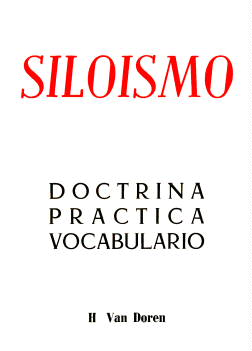 SILOISMO
DOCTRINA
PRACTICA
VOCABULARIO
H Van Doren